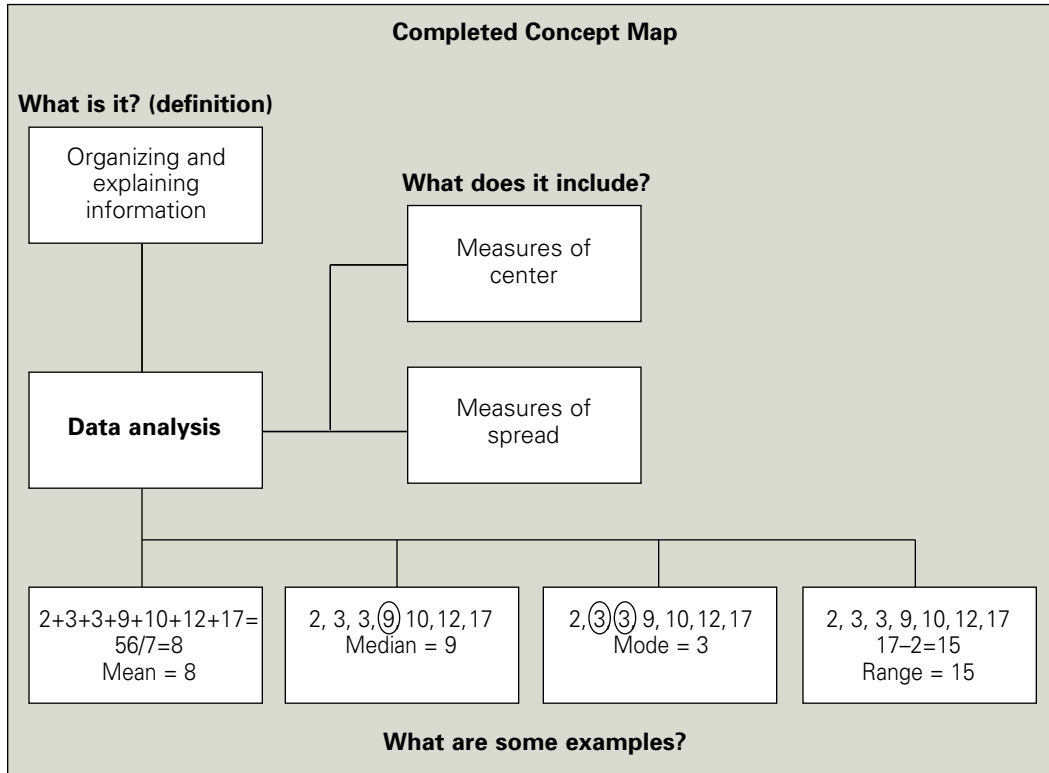 Completed Concept Map
What is it? (definition)
Organizing and
explaining
information
What does it include?
Measures of
center
Data analysis
Measures of
spread
2+3+3+9+10+12+17=
56/7=8
Mean = 8
2, 3, 3, 9, 10, 12, 17
Median = 9
2, 3, 3, 9, 10, 12, 17
Mode = 3
2, 3, 3, 9, 10, 12, 17
17–2=15
Range = 15
What are some examples?